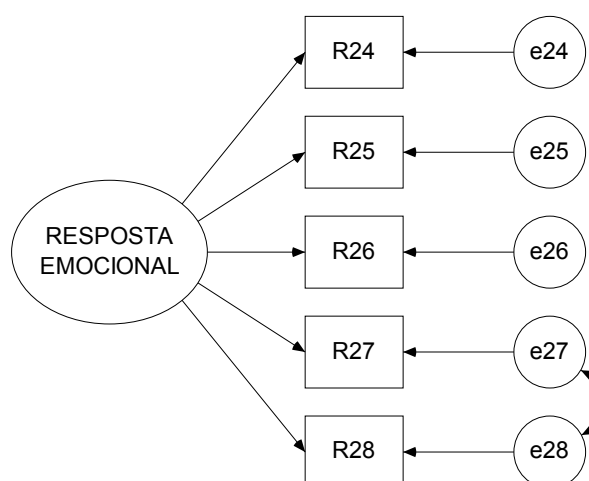 R24
e24
R25
e25
RESPOSTA
EMOCIONAL
R26
e26
R27
e27
R28
e28